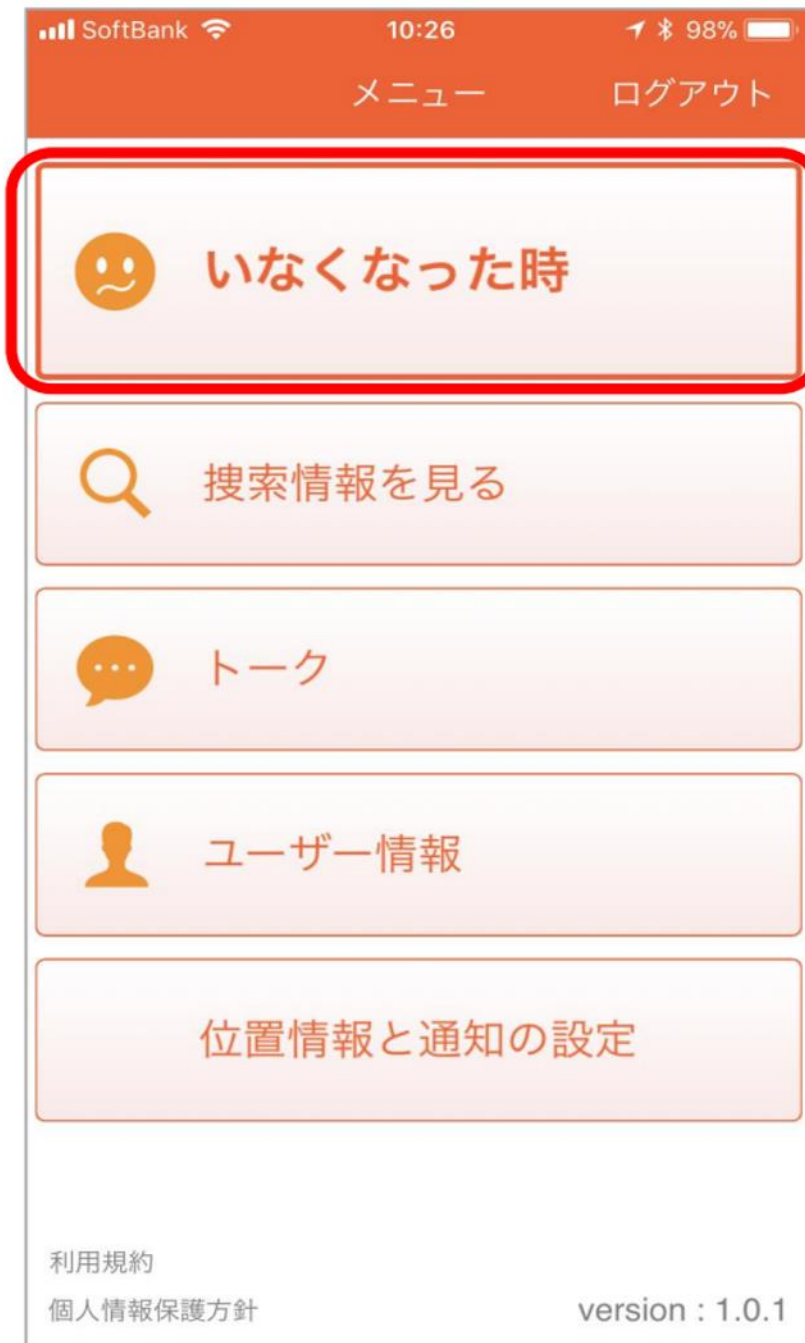 SoftBank 10:26 98%
メニュー ログアウト
いなくなった時
捜索情報を見る
トーク
ユーザー情報
位置情報と通知の設定
利用規約
個人情報保護方針 version : 1.0.1